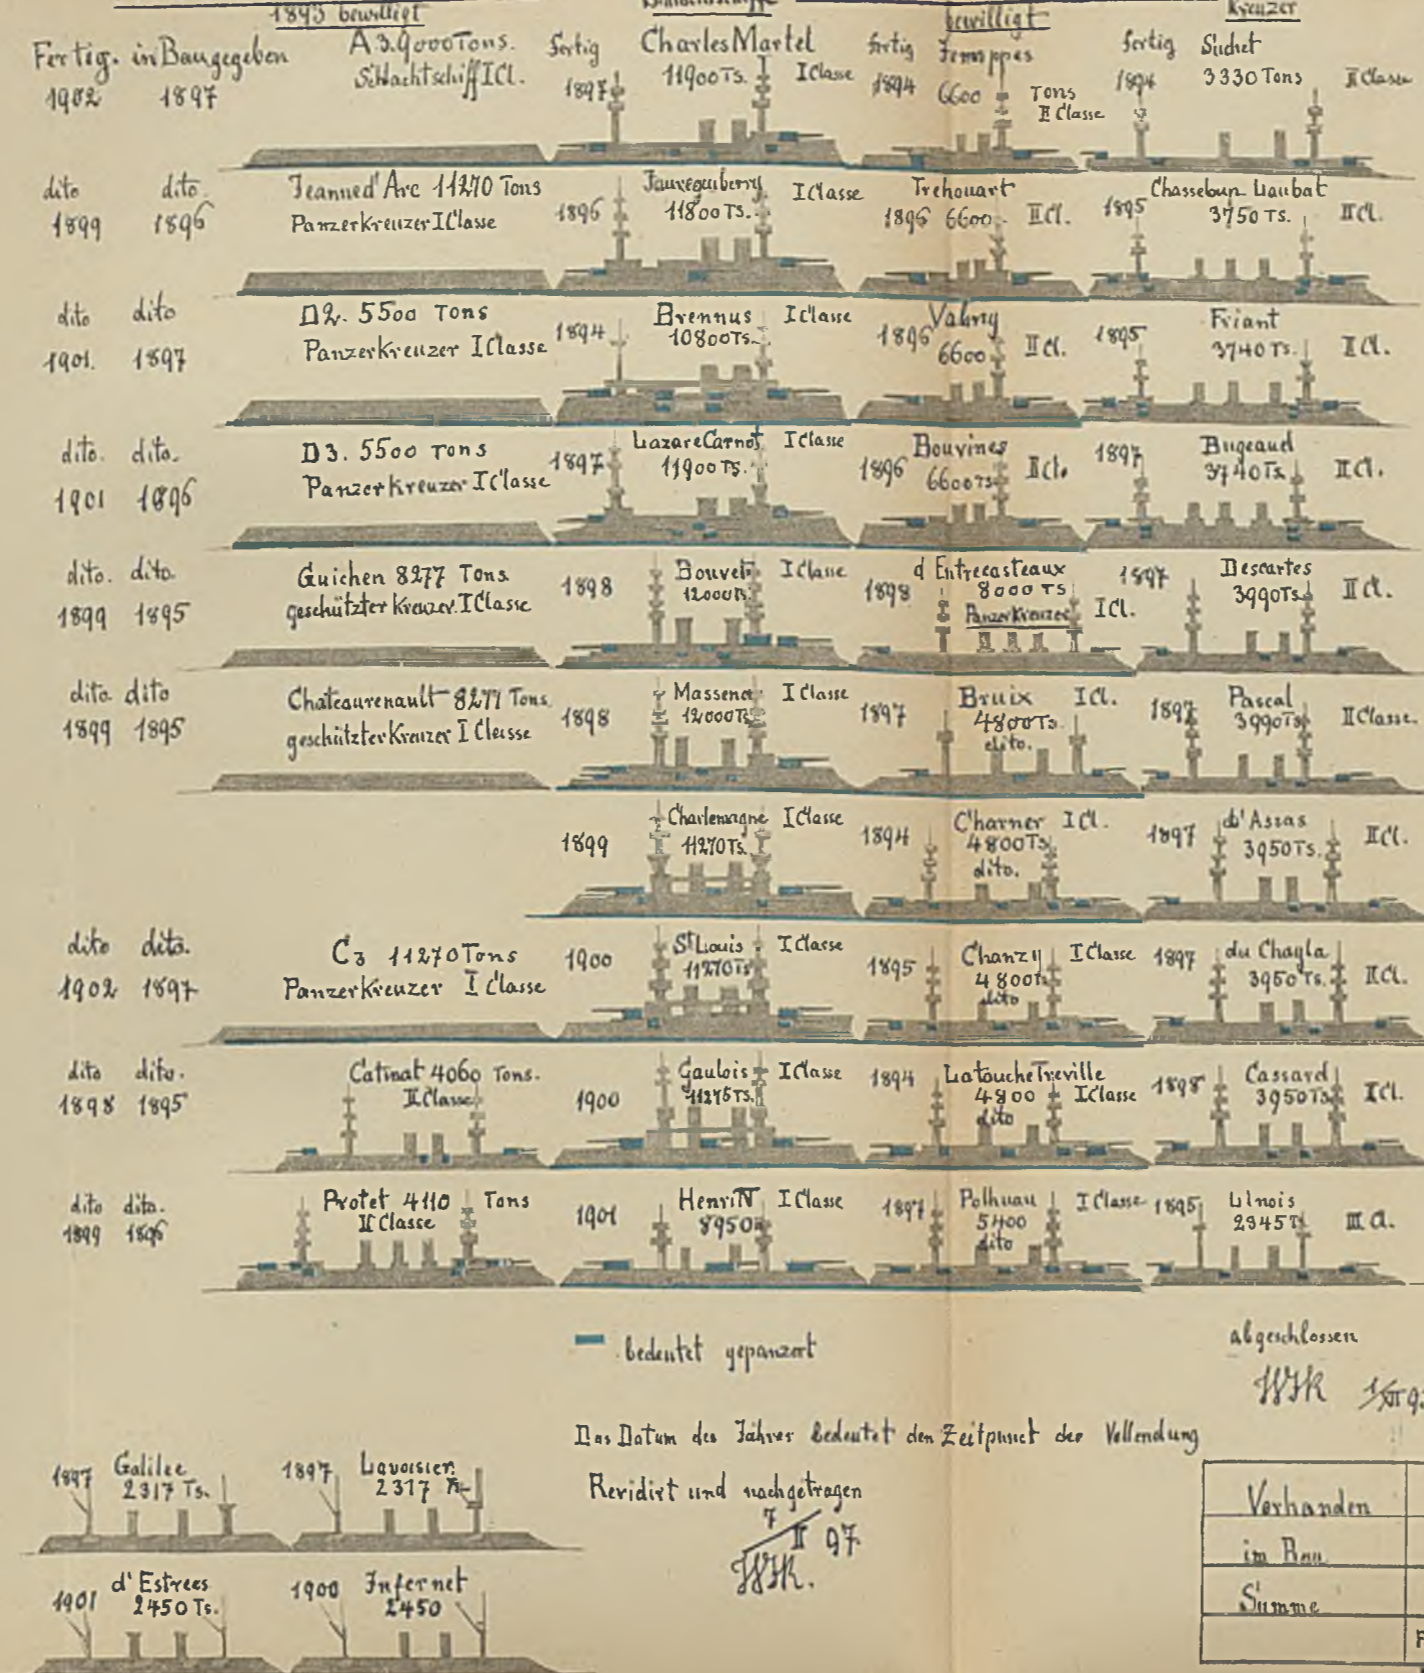 1893 bewilligt
bewilligt
Kreuzer
Fertig. in Bau gegeben
1902 1897
A3. 9000 Tons.
Schlachtschiff I Cl.
fertig
1897
Charles Martel
11900 Ts. I Classe
fertig
1894
Jemappes
6600 Tons
II Classe
fertig
1894
Suchet
3330 Tons II Classe
dito dito.
1899 1896
Jeanne d'Arc 11270 Tons
Panzerkreuzer I Classe
1896
Jaureguiberry I Classe
11800 Ts.
Trehouart
1896 6600 II Cl.
1895
Chasseloup Laubat
3750 Ts. II Cl.
dito dito
1901. 1897
D2. 5500 Tons
Panzerkreuzer I Classe
1894
Brennus I Classe
10800 Ts.
1896
Valmy
6600 II Cl.
1895
Friant
3740 Ts. II Cl.
dito. dito.
1901 1896
D3. 5500 Tons
Panzerkreuzer I Classe
1897
Lazare Carnot I Classe
11900 Ts.
1896
Bouvines II Cl.
6600 Ts
1897
Bugeaud
3740 Ts II Cl.
dito. dito.
1899 1895
Guichen 8277 Tons
geschützter Kreuzer. I Classe
1898
Bouvet I Classe
12000 Ts.
1898
d'Entrecasteaux
8000 Ts
Panzerkreuzer I Cl.
1897
Descartes
3990 Ts. II Cl.
dito. dito
1899 1895
Chateaurenault 8277 Tons
geschützter Kreuzer I Classe
1898
Massena I Classe
12000 Ts
1897
Bruix I Cl.
4800 Ts.
dito.
1897
Pascal
3990 Ts II Classe.
1899
Charlemagne I Classe
11270 Ts.
1894
Charner I Cl.
4800 Ts
dito.
1897
d'Assas
3950 Ts. II Cl.
dito dito.
1902 1897
C3 11270 Tons
Panzerkreuzer I Classe
1900
St Louis I Classe
11270 Ts
1895
Chanzy I Classe
4800 Ts
dito
1897
du Chayla
3950 Ts. II Cl.
dito dito.
1898 1895
Catinat 4060 Tons.
II Classe
1900
Gaulois I Classe
11275 Ts.
1894
Latouche Treville
4800 I Classe
dito
1898
Cassard
3950 Ts I Cl.
dito dito.
1899 1896
Protet 4110 Tons
II Classe
1901
Henri IV I Classe
8950
1897
Pothuau I Classe
5400
dito
1895
Linois
2345 Ts III Cl.
bedeutet gepanzert
abgeschlossen
Das Datum des Jahres bedeutet den Zeitpunct der Vollendung
Revidirt und nachgetragen
7
II 97
1897 Galilee
2317 Ts.
1897 Lavoisier
2317 Ts
1901 d'Estrees
2450 Ts.
1900 Infernet
2450
Vorhanden
im Bau
Summe